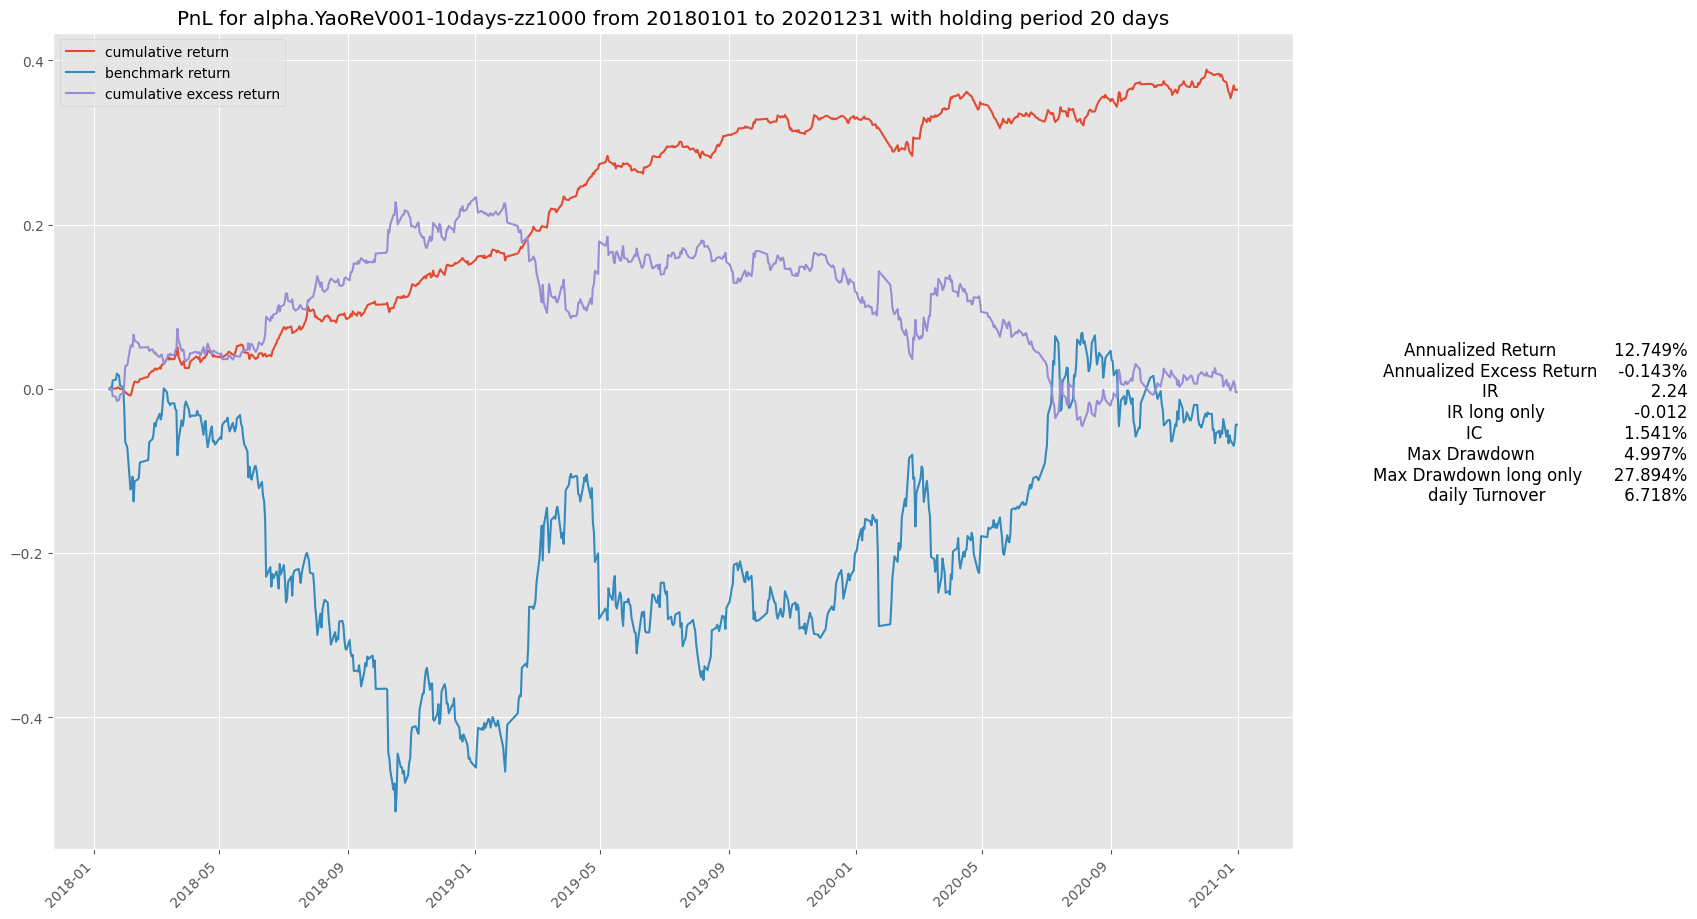 PnL for alpha.YaoReV001-10days-zz1000 from 20180101 to 20201231 with holding period 20 days
cumulative return
benchmark return
cumulative excess return
0.4
0.2
0.0
−0.2
−0.4
2018-01
2018-05
2018-09
2019-01
2019-05
2019-09
2020-01
2020-05
2020-09
2021-01
Annualized Return 12.749%
Annualized Excess Return -0.143%
IR 2.24
IR long only -0.012
IC 1.541%
Max Drawdown 4.997%
Max Drawdown long only 27.894%
daily Turnover 6.718%